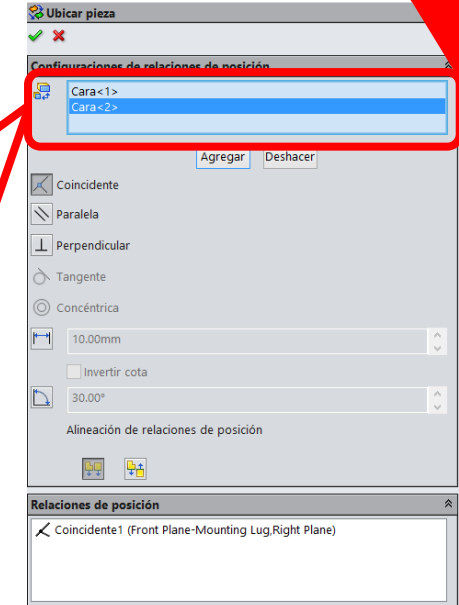 Ubicar pieza
Configuraciones de relaciones de posición
Cara<1>
Cara<2>
Agregar Deshacer
Coincidente
Paralela
Perpendicular
Tangente
Concéntrica
10.00mm
Invertir cota
30.00°
Alineación de relaciones de posición
Relaciones de posición
Coincidente1 (Front Plane-Mounting Lug,Right Plane)